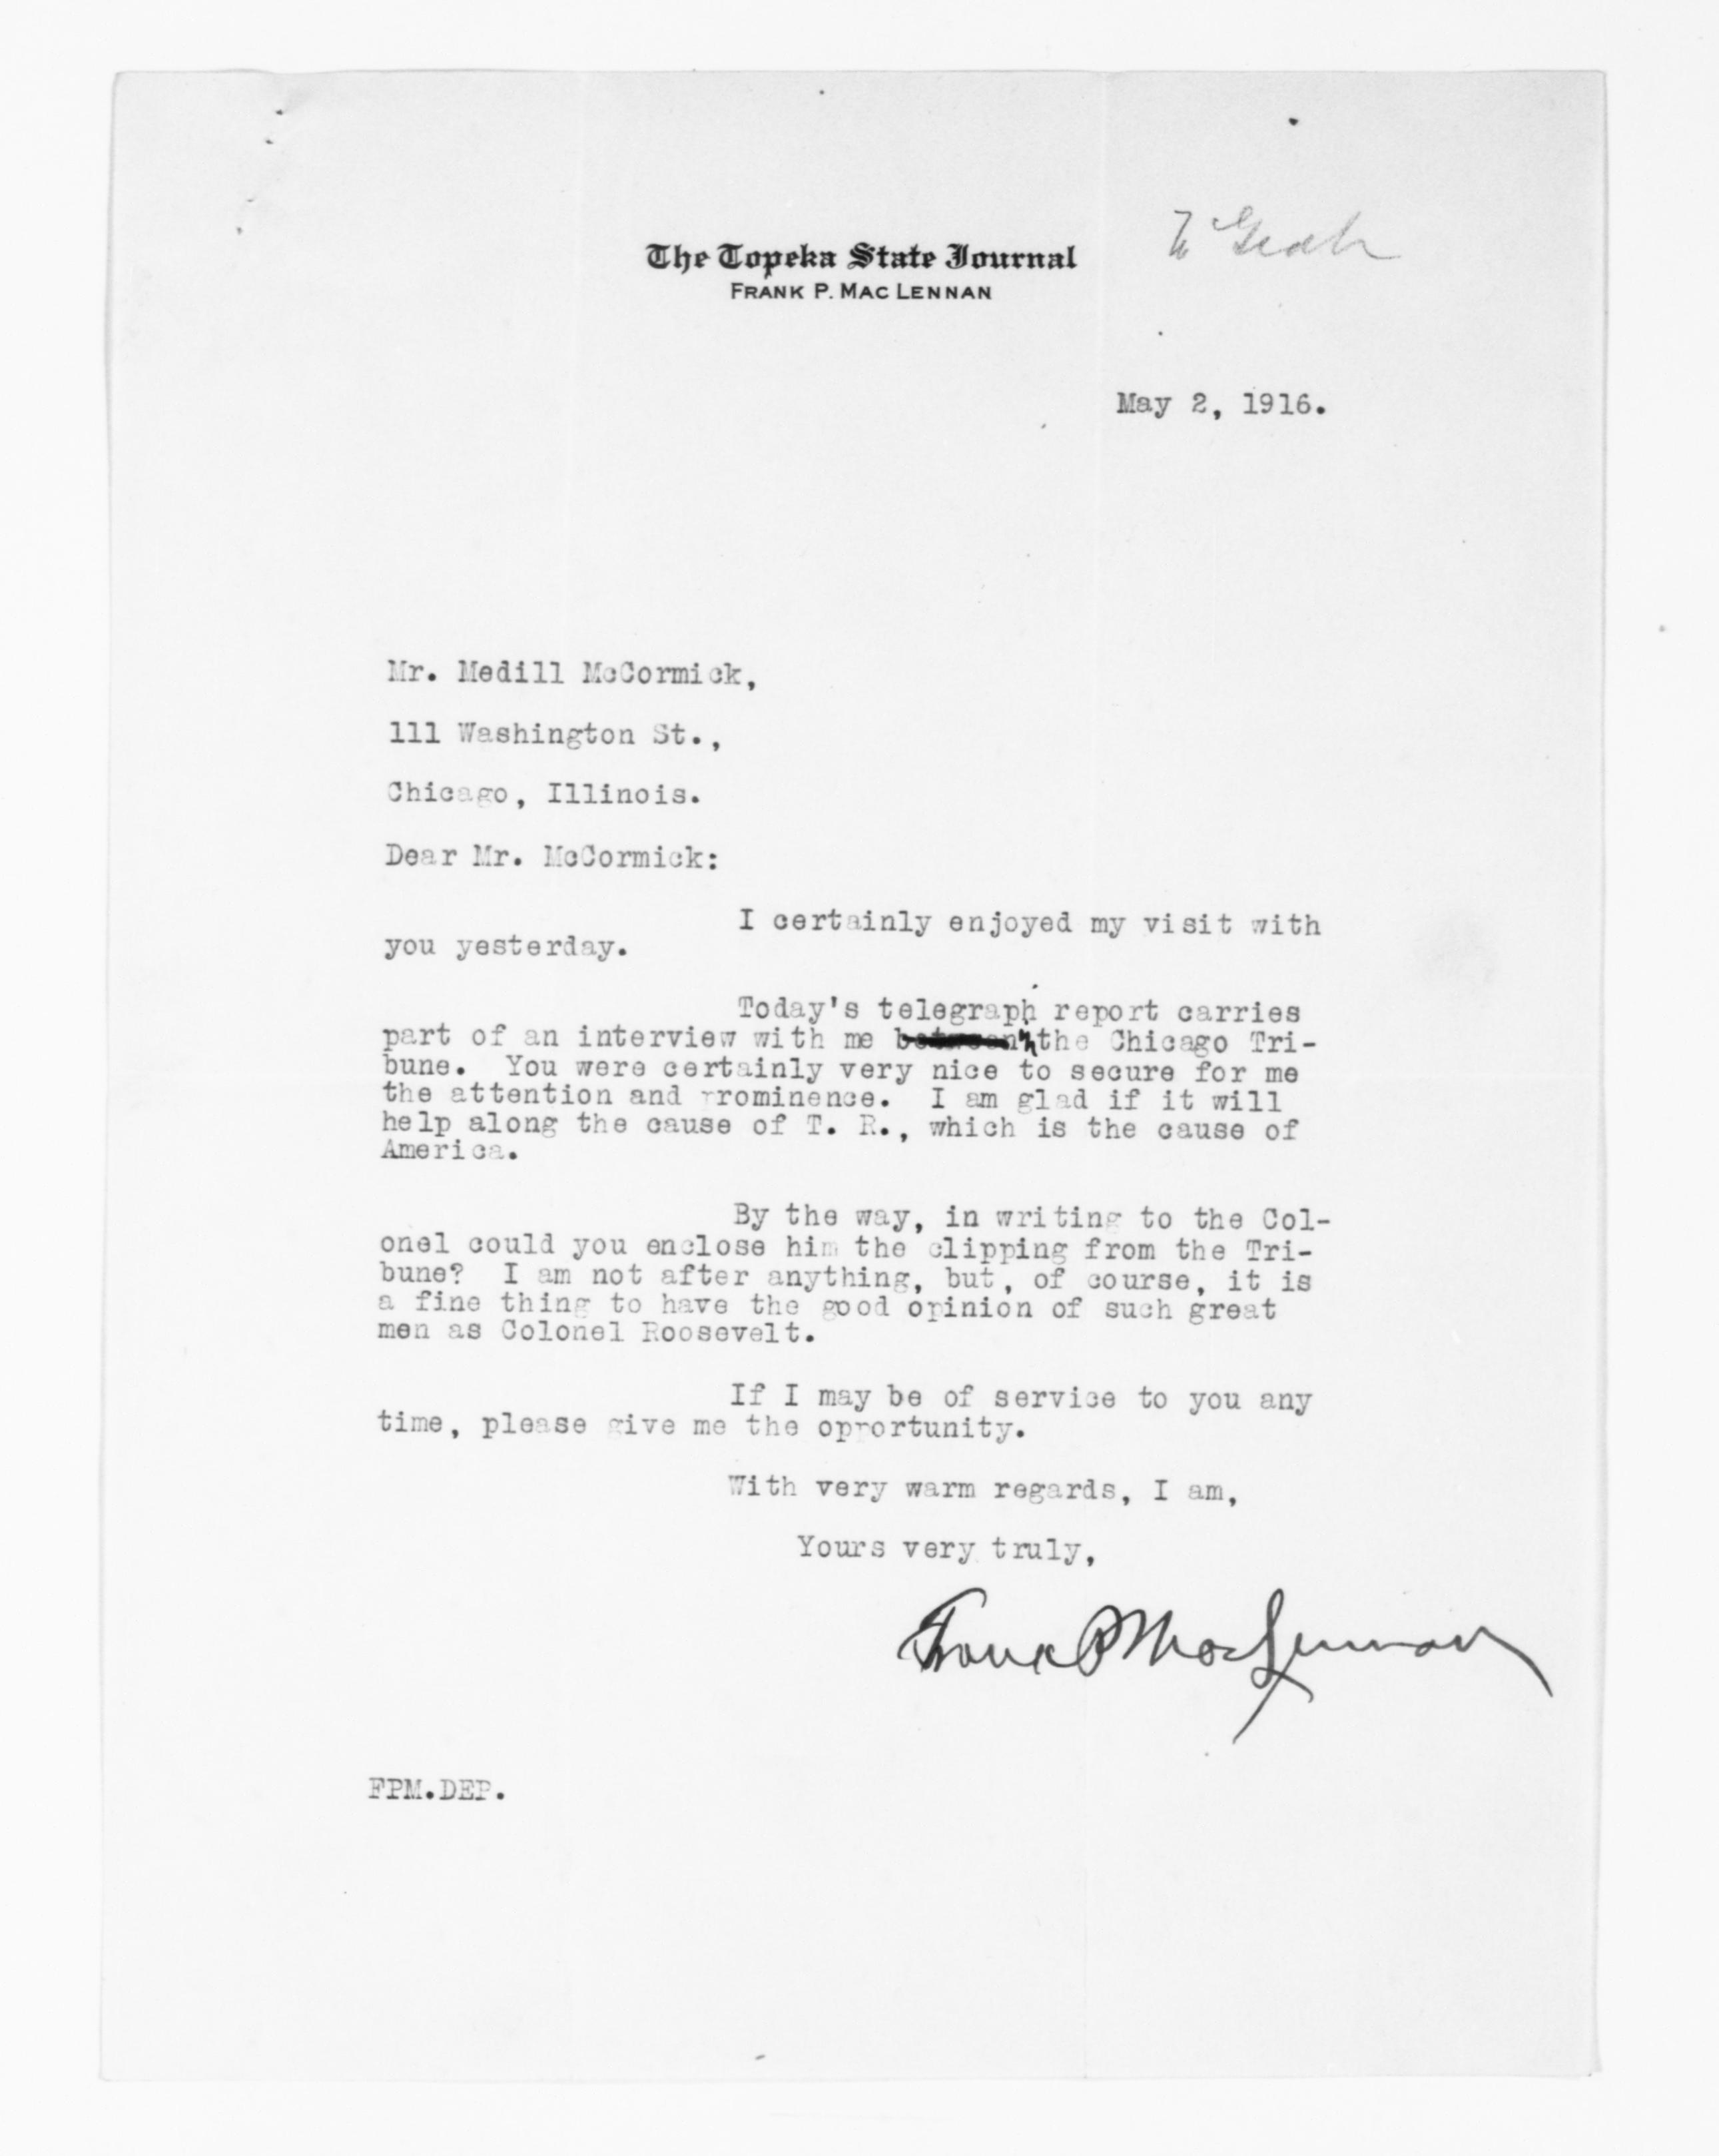 The Topeka State Journal
FRANK P. MAC LENNAN
May 2, 1916.
Mr. Medill McCormick,
111 Washington St.,
Chicago, Illinois.
Dear Mr. McCormick:
I certainly enjoyed my visit with
you yesterday.
Today's telegraph report carries
part of an interview with me the Chicago Tri-
bune. You were certainly very nice to secure for me
the attention and prominence. I am glad if it will
help along the cause of T. R., which is the cause of
America.
By the way, in writing to the Col-
onel could you enclose him the clipping from the Tri-
bune? I am not after anything, but, of course, it is
a fine thing to have the good opinion of such great
men as Colonel Roosevelt.
If I may be of service to you any
time, please give me the opportunity.
With very warm regards, I am,
Yours very truly,
Frank P MacLennan
FPM.DEP.